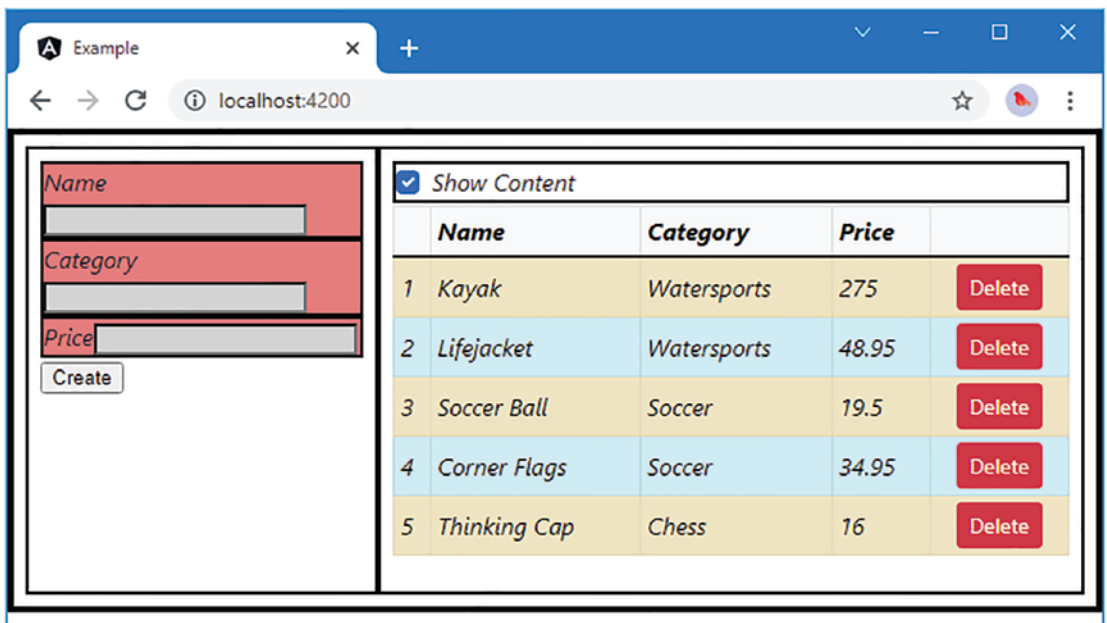 Example
localhost:4200
Name
Category
Price
Create
Show Content
Name Category Price
1 Kayak Watersports 275 Delete
2 Lifejacket Watersports 48.95 Delete
3 Soccer Ball Soccer 19.5 Delete
4 Corner Flags Soccer 34.95 Delete
5 Thinking Cap Chess 16 Delete